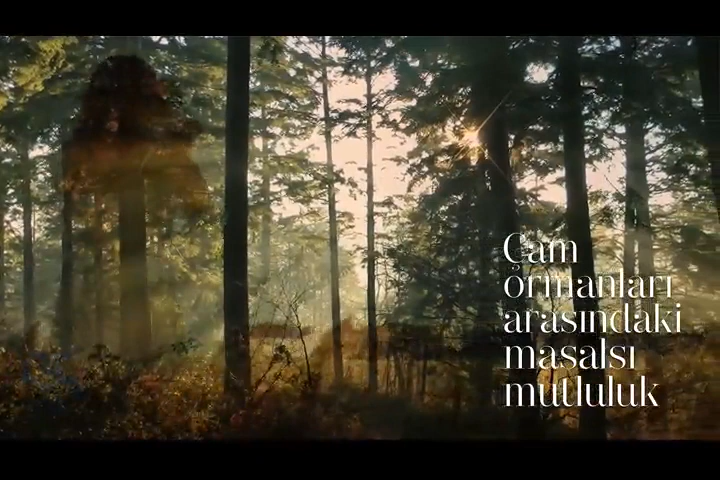 Çam
ormanları
arasındaki
masalsı
mutluluk